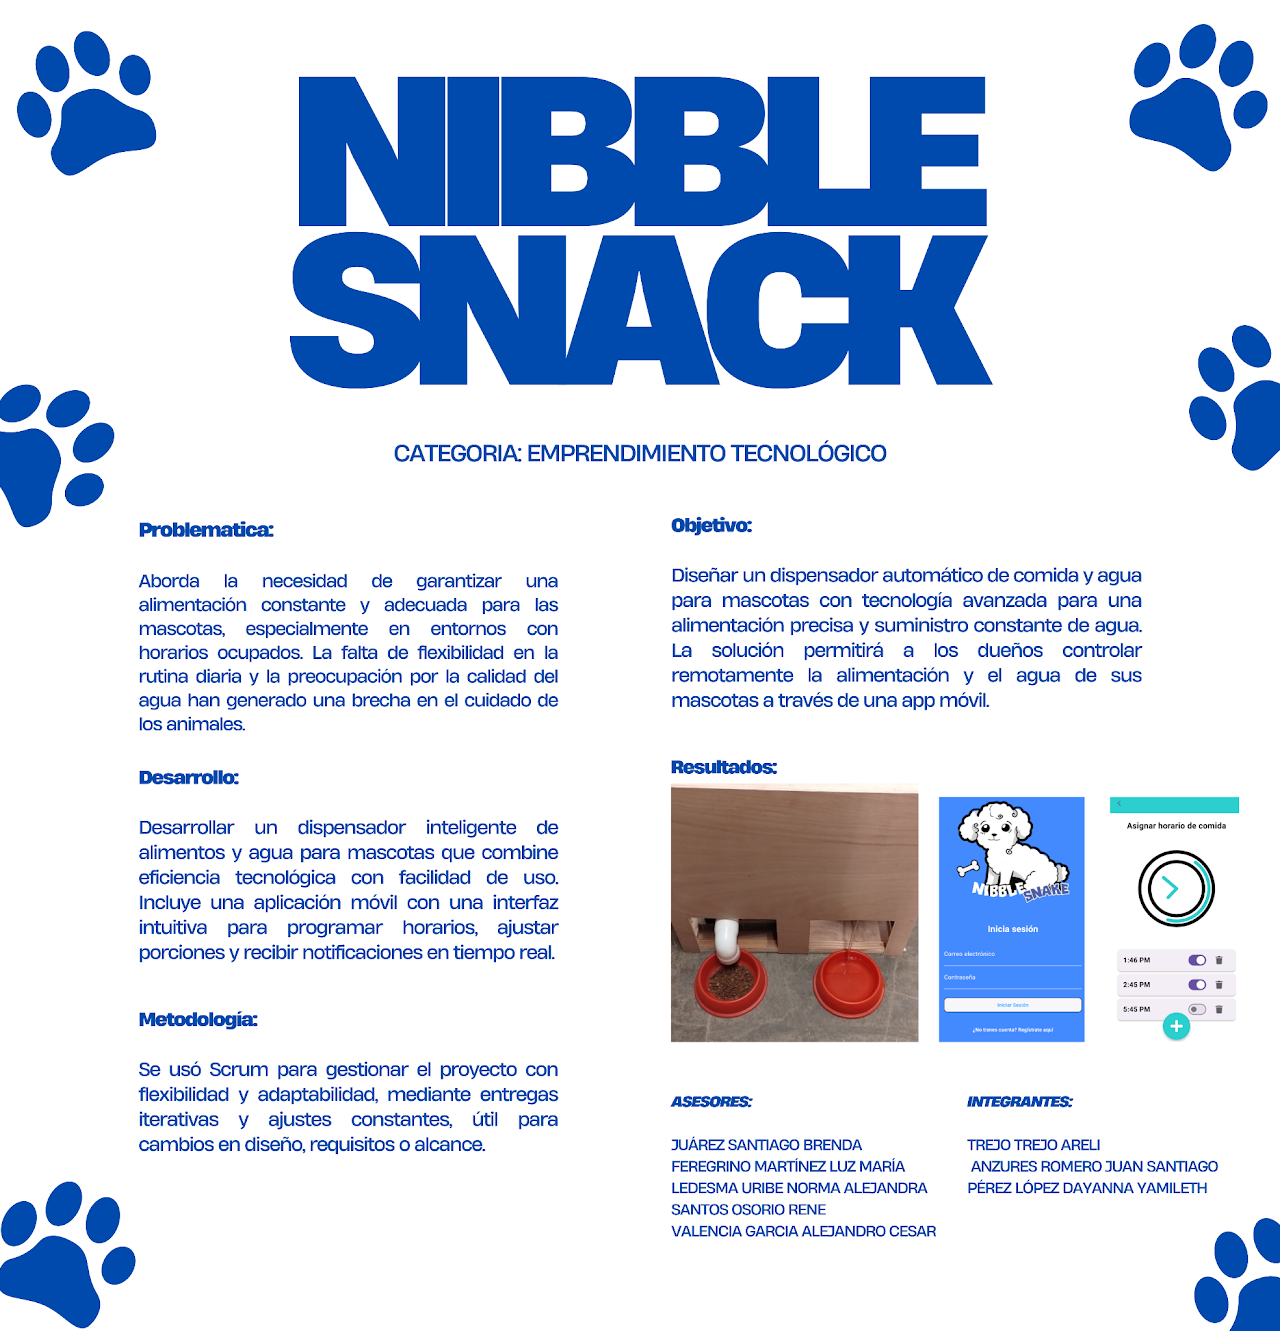 NIBBLE
SNACK
CATEGORIA: EMPRENDIMIENTO TECNOLÓGICO
Problematica:
Aborda la necesidad de garantizar una
alimentación constante y adecuada para las
mascotas, especialmente en entornos con
horarios ocupados. La falta de flexibilidad en la
rutina diaria y la preocupación por la calidad del
agua han generado una brecha en el cuidado de
los animales.
Desarrollo:
Desarrollar un dispensador inteligente de
alimentos y agua para mascotas que combine
eficiencia tecnológica con facilidad de uso.
Incluye una aplicación móvil con una interfaz
intuitiva para programar horarios, ajustar
porciones y recibir notificaciones en tiempo real.
Metodología:
Se usó Scrum para gestionar el proyecto con
flexibilidad y adaptabilidad, mediante entregas
iterativas y ajustes constantes, útil para
cambios en diseño, requisitos o alcance.
Objetivo:
Diseñar un dispensador automático de comida y agua
para mascotas con tecnología avanzada para una
alimentación precisa y suministro constante de agua.
La solución permitirá a los dueños controlar
remotamente la alimentación y el agua de sus
mascotas a través de una app móvil.
Resultados:
NIBBLE SNAKE
Inicia sesión
Correo electrónico
Contraseña
Iniciar Sesión
¿No tienes cuenta? Regístrate aquí
Asignar horario de comida
1:46 PM
2:45 PM
5:45 PM
ASESORES:
JUÁREZ SANTIAGO BRENDA
FEREGRINO MARTÍNEZ LUZ MARÍA
LEDESMA URIBE NORMA ALEJANDRA
SANTOS OSORIO RENE
VALENCIA GARCIA ALEJANDRO CESAR
INTEGRANTES:
TREJO TREJO ARELI
ANZURES ROMERO JUAN SANTIAGO
PÉREZ LÓPEZ DAYANNA YAMILETH